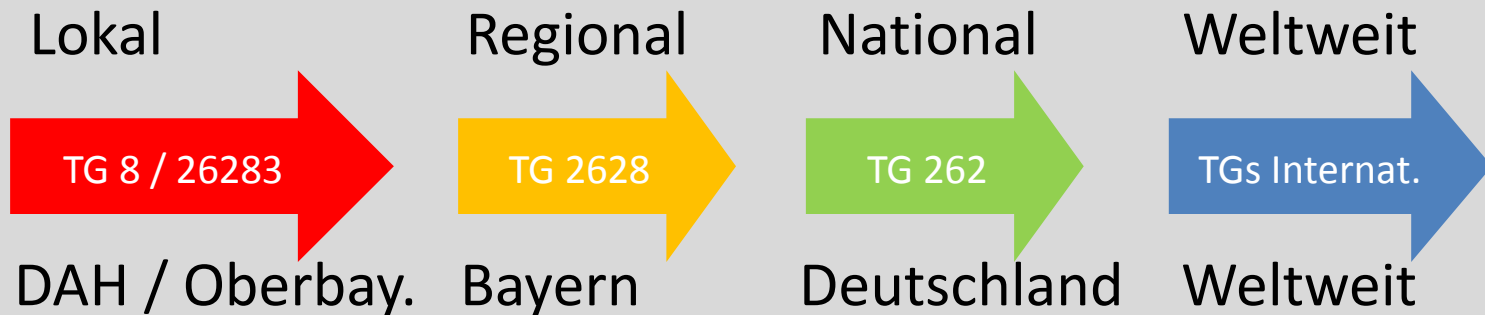 Lokal
Regional
National
Weltweit
TG 8 / 26283
TG 2628
TG 262
TGs Internat.
DAH / Oberbay.
Bayern
Deutschland
Weltweit